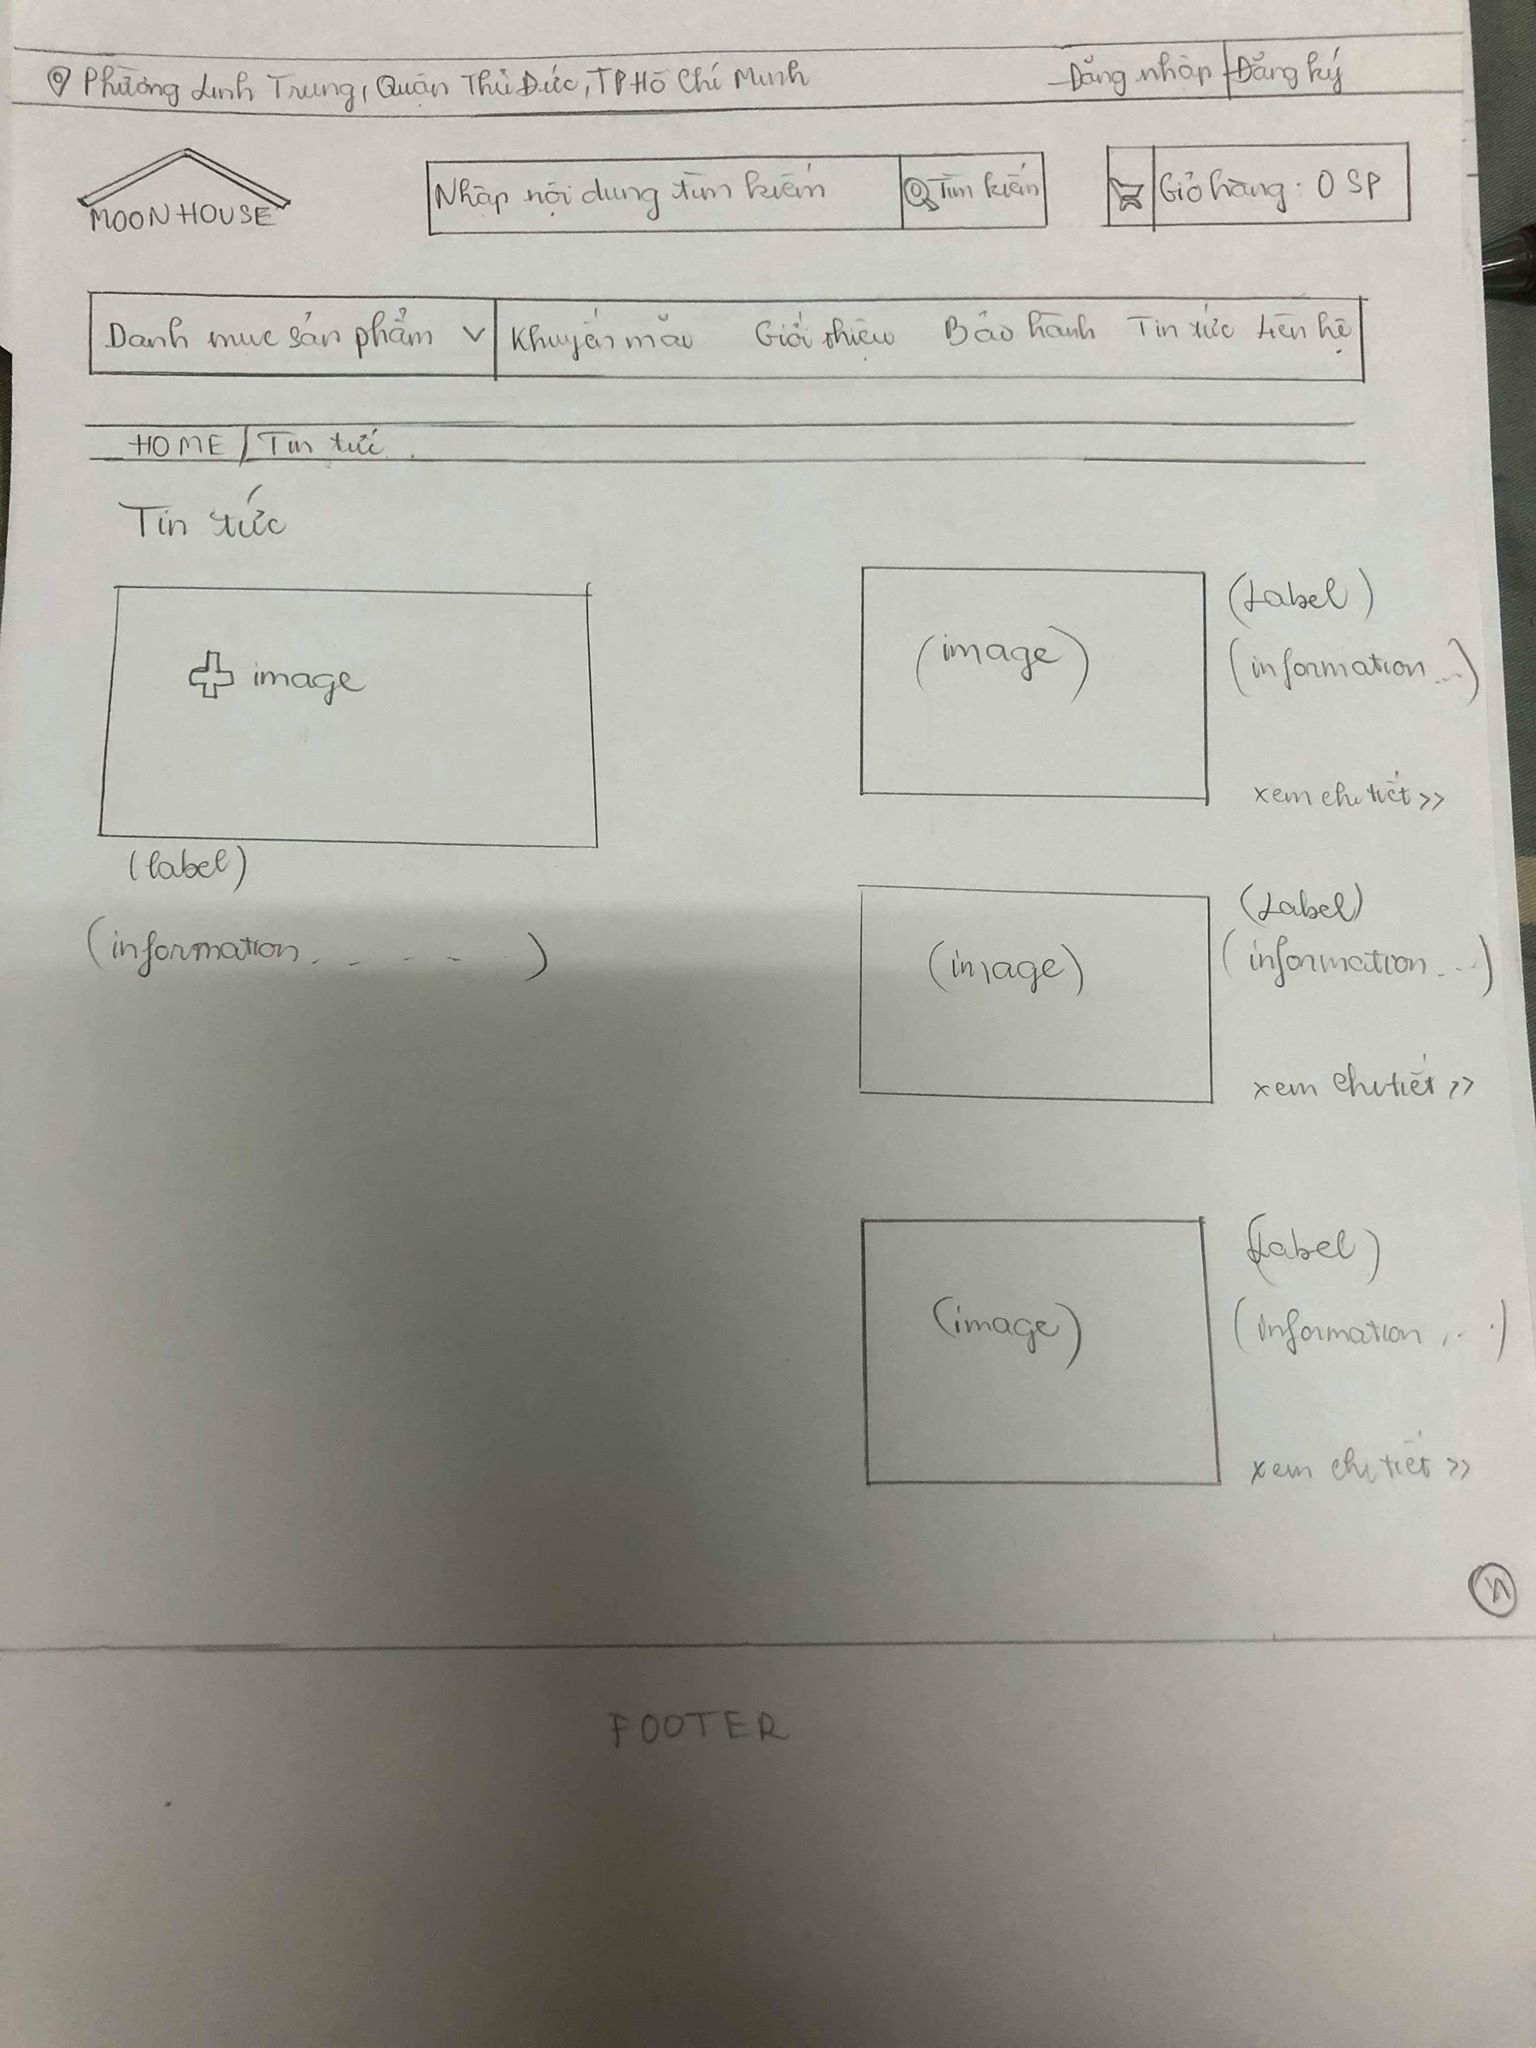 Phường Linh Trung, Quận Thủ Đức, TP Hồ Chí Minh Đăng nhập | Đăng ký
MOON HOUSE
Nhập nội dung tìm kiếm Tìm kiếm Giỏ hàng: 0 SP
Danh mục sản phẩm Khuyến mãi Giới thiệu Bảo hành Tin tức Liên hệ
HOME / Tin tức
Tin tức
image
(label)
(information.....)
(image)
(Label)
(information...)
xem chi tiết >>
(image)
(Label)
(information...)
xem chi tiết >>
(image)
(Label)
(information...)
xem chi tiết >>
FOOTER